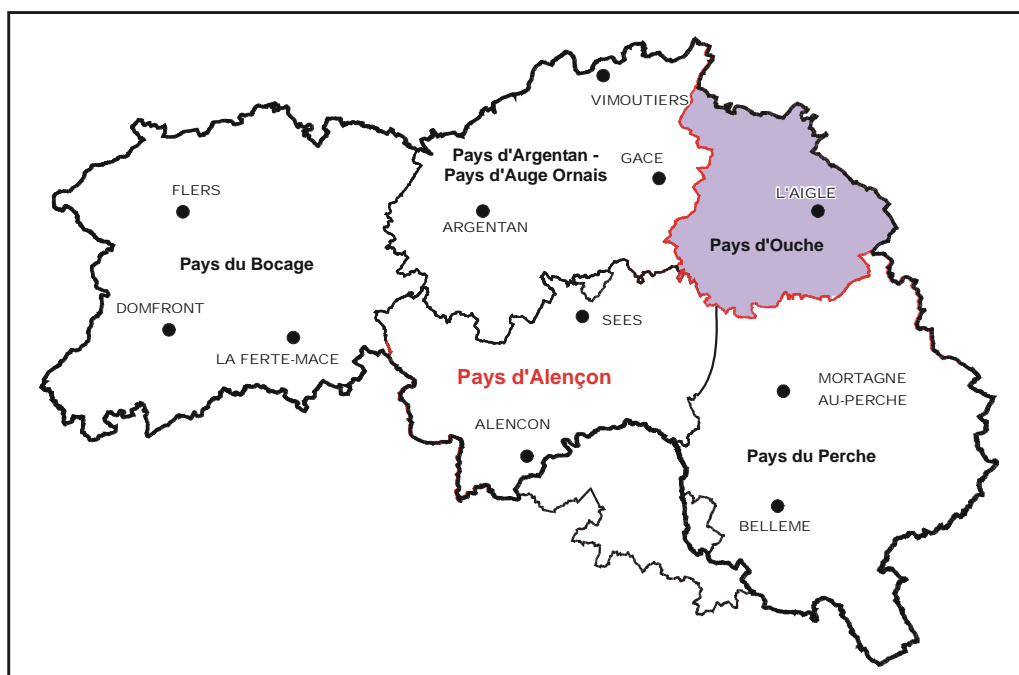 VIMOUTIERS
Pays d'Argentan -
Pays d'Auge Ornais
GACE
FLERS
L'AIGLE
ARGENTAN
Pays d'Ouche
Pays du Bocage
DOMFRONT
SEES
LA FERTE-MACE
Pays d'Alençon
MORTAGNE
AU-PERCHE
ALENCON
Pays du Perche
BELLEME